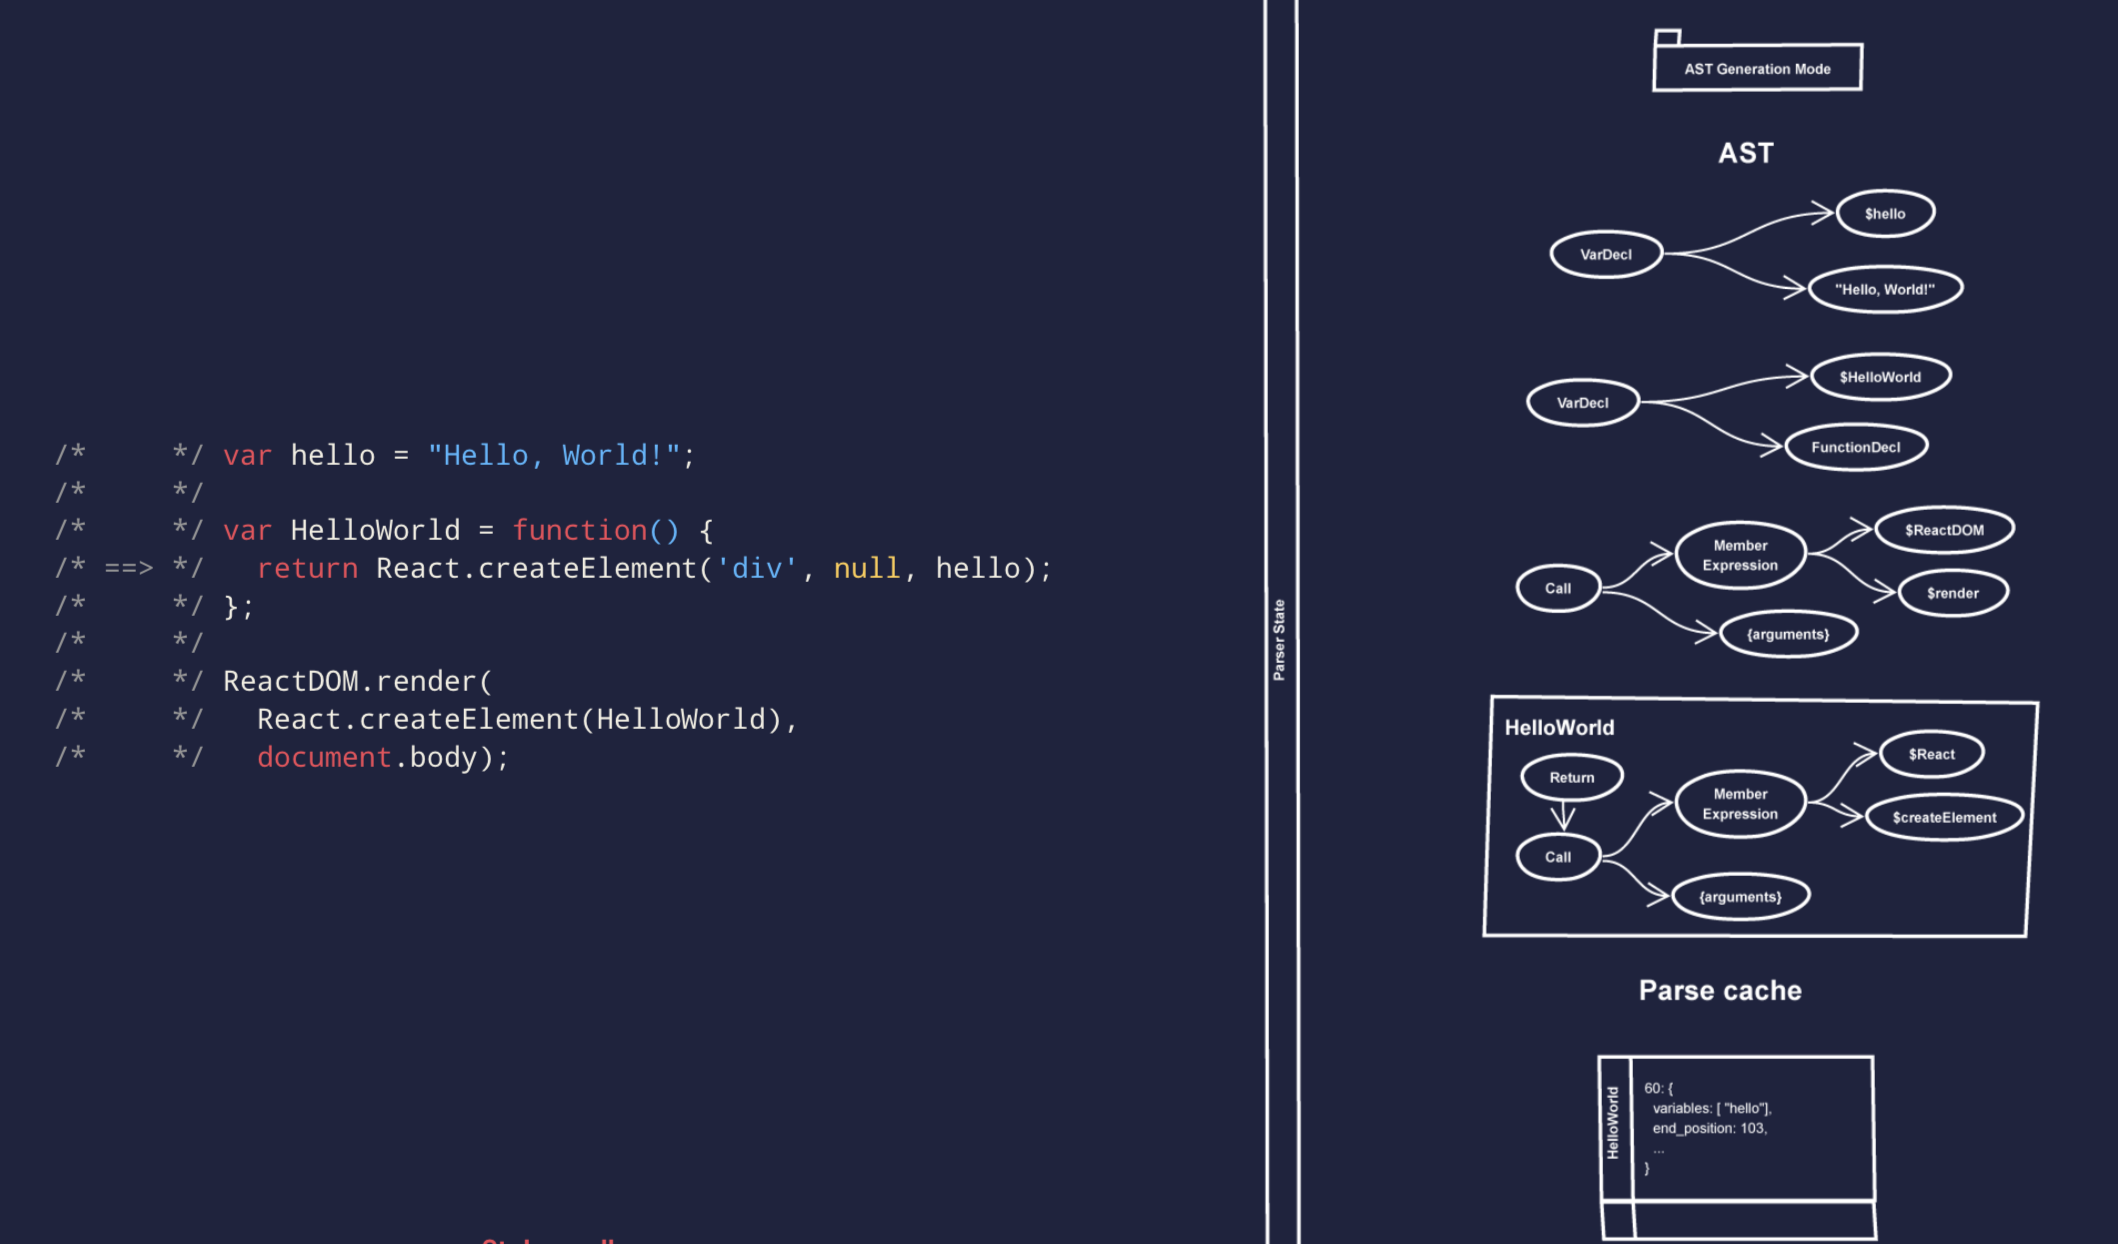 /*     */ var hello = "Hello, World!";
/*     */
/*     */ var HelloWorld = function() {
/* ==> */   return React.createElement('div', null, hello);
/*     */ };
/*     */
/*     */ ReactDOM.render(
/*     */   React.createElement(HelloWorld),
/*     */   document.body);
Parser State
AST Generation Mode
AST
VarDecl
$hello
"Hello, World!"
VarDecl
$HelloWorld
FunctionDecl
Call
Member
Expression
$ReactDOM
$render
{arguments}
HelloWorld
Return
Call
Member
Expression
$React
$createElement
{arguments}
Parse cache
HelloWorld
60: {
variables: [ "hello"],
end_position: 103,
...
}